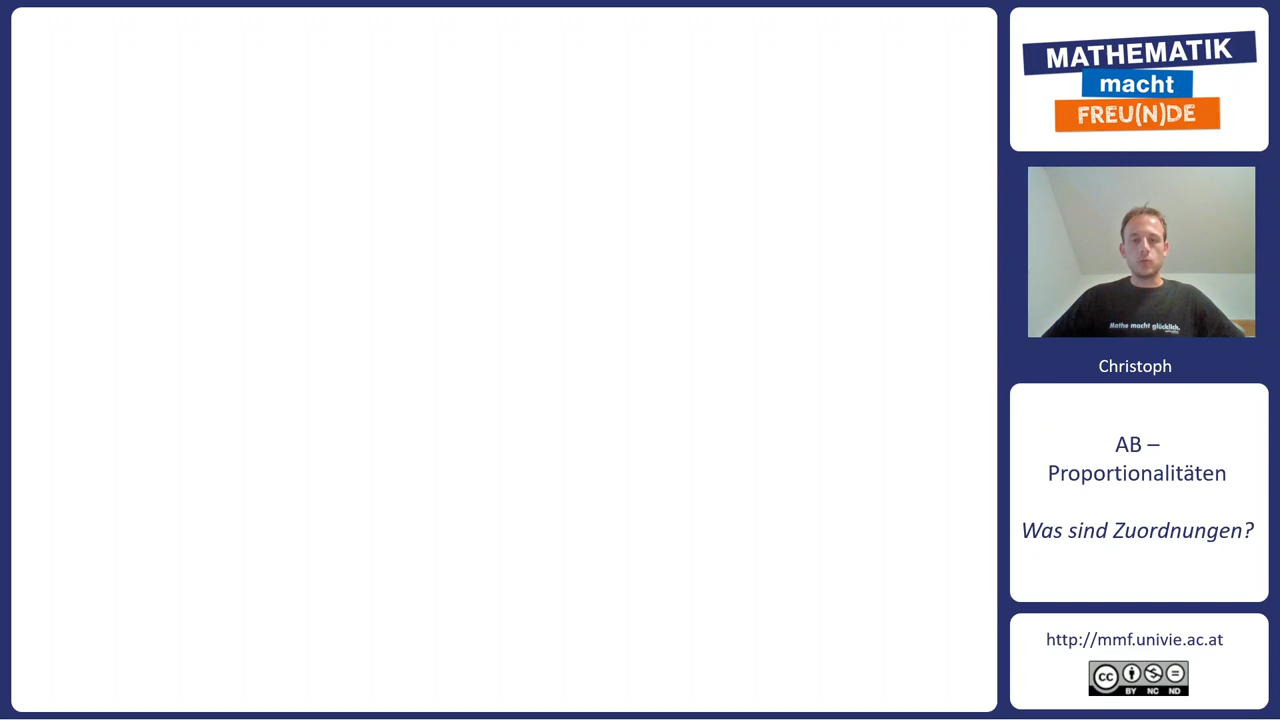 MATHEMATIK
macht
FREU(N)DE
Mathe macht glücklich.
Christoph
AB –
Proportionalitäten
Was sind Zuordnungen?
http://mmf.univie.ac.at
cc
BY NC ND